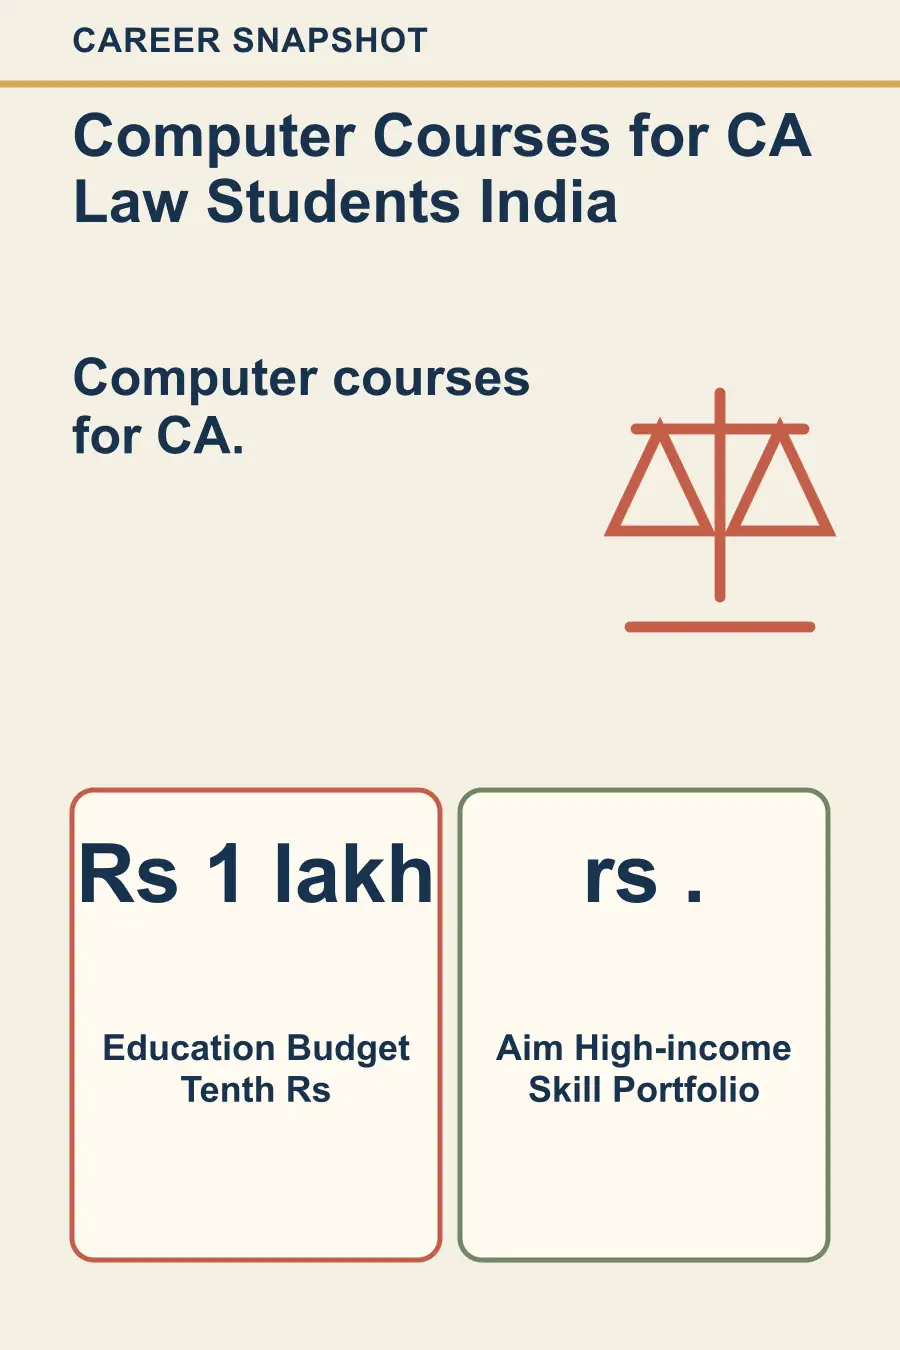 CAREER SNAPSHOT
Computer Courses for CA
Law Students India
Computer courses
for CA.
Rs 1 lakh
Education Budget
Tenth Rs
rs .
Aim High-income
Skill Portfolio